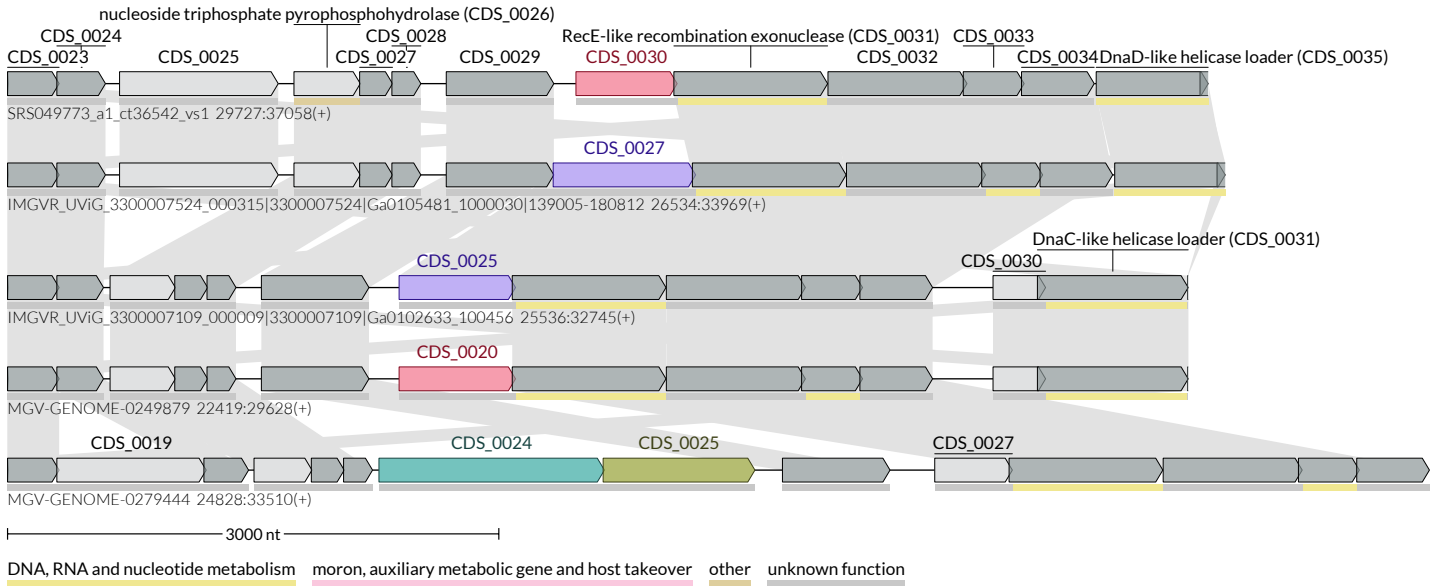 nucleoside triphosphate pyrophosphohydrolase (CDS_0026)
CDS_0024 CDS_0028 RecE-like recombination exonuclease (CDS_0031) CDS_0033
CDS_0023 CDS_0025 CDS_0027 CDS_0029 CDS_0030 CDS_0032 CDS_0034 DnaD-like helicase loader (CDS_0035)
SRS049773_a1_ct36542_vs1 29727:37058(+)
CDS_0027
IMGVR_UViG_3300007524_000315|3300007524|Ga0105481_1000030|139005-180812 26534:33969(+)
DnaC-like helicase loader (CDS_0031)
CDS_0025 CDS_0030
IMGVR_UViG_3300007109_000009|3300007109|Ga0102633_100456 25536:32745(+)
CDS_0020
MGV-GENOME-0249879 22419:29628(+)
CDS_0019 CDS_0024 CDS_0025 CDS_0027
MGV-GENOME-0279444 24828:33510(+)
3000 nt
DNA, RNA and nucleotide metabolism moron, auxiliary metabolic gene and host takeover other unknown function